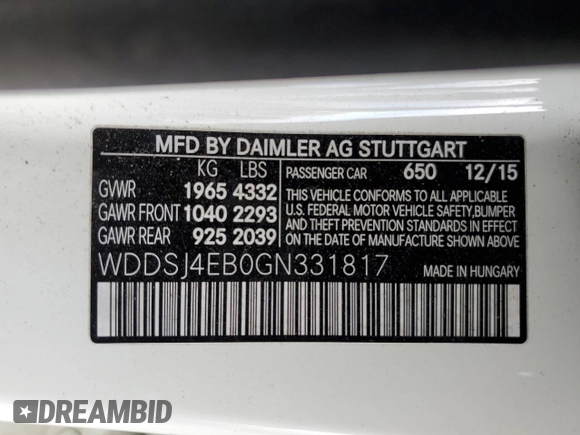 MFD BY DAIMLER AG STUTTGART
KG LBS
PASSENGER CAR 650 12/15
GVWR 1965 4332
GAWR FRONT 1040 2293
GAWR REAR 925 2039
THIS VEHICLE CONFORMS TO ALL APPLICABLE
U.S. FEDERAL MOTOR VEHICLE SAFETY,BUMPER
AND THEFT PREVENTION STANDARDS IN EFFECT
ON THE DATE OF MANUFACTURE SHOWN ABOVE.
WDDSJ4EB0GN331817 MADE IN HUNGARY
DREAMBID